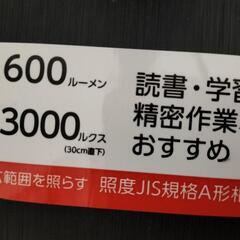 600ルーメン
3000ルクス
(30cm直下)
読書・学習
精密作業
おすすめ
範囲を照らす 照度JIS規格A形